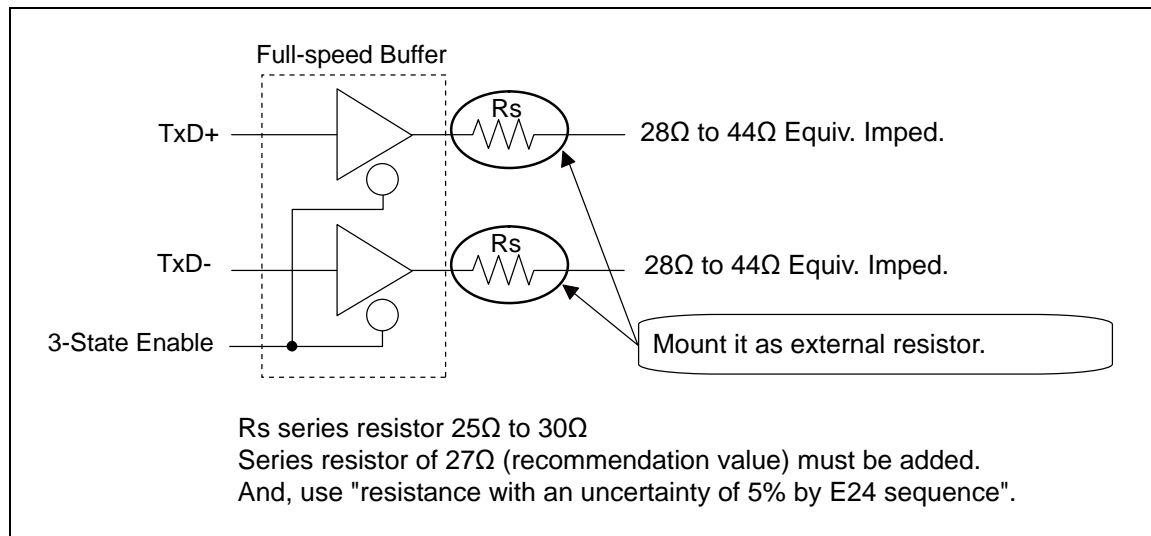 Full-speed Buffer
Rs
TxD+
28Ω to 44Ω Equiv. Imped.
Rs
TxD-
28Ω to 44Ω Equiv. Imped.
3-State Enable
Mount it as external resistor.
Rs series resistor 25Ω to 30Ω
Series resistor of 27Ω (recommendation value) must be added.
And, use "resistance with an uncertainty of 5% by E24 sequence".